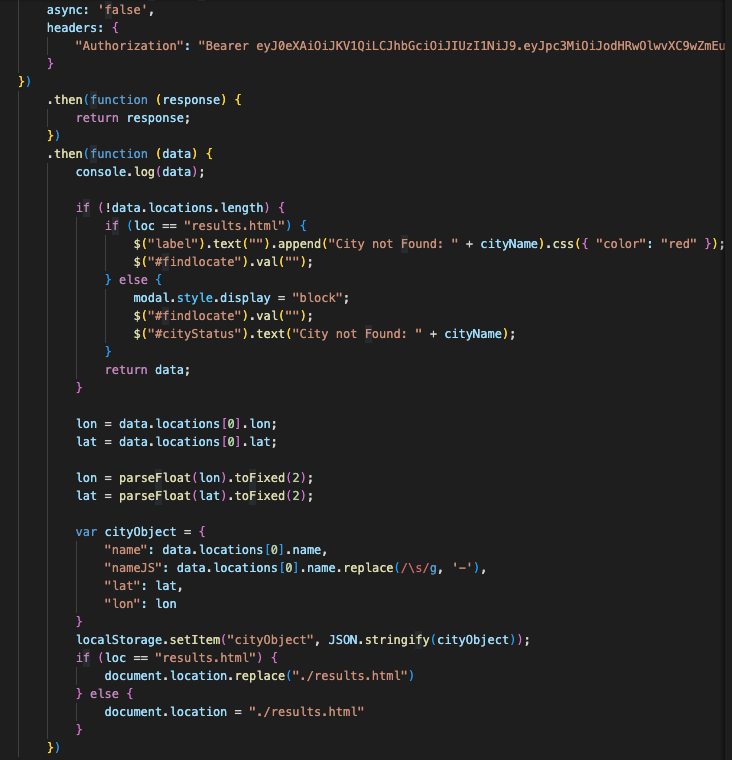 async: 'false',
headers: {
"Authorization": "Bearer eyJ0eXAiOiJKV1QiLCJhbGciOiJIUzI1NiJ9.eyJpc3MiOiJodHRwOlwvXC9wZmEu
}
})
.then(function (response) {
return response;
})
.then(function (data) {
console.log(data);
if (!data.locations.length) {
if (loc == "results.html") {
$("label").text("").append("City not Found: " + cityName).css({ "color": "red" });
$("#findlocate").val("");
} else {
modal.style.display = "block";
$("#findlocate").val("");
$("#cityStatus").text("City not Found: " + cityName);
}
return data;
}
lon = data.locations[0].lon;
lat = data.locations[0].lat;
lon = parseFloat(lon).toFixed(2);
lat = parseFloat(lat).toFixed(2);
var cityObject = {
"name": data.locations[0].name,
"nameJS": data.locations[0].name.replace(/\s/g, '-'),
"lat": lat,
"lon": lon
}
localStorage.setItem("cityObject", JSON.stringify(cityObject));
if (loc == "results.html") {
document.location.replace("./results.html")
} else {
document.location = "./results.html"
}
})